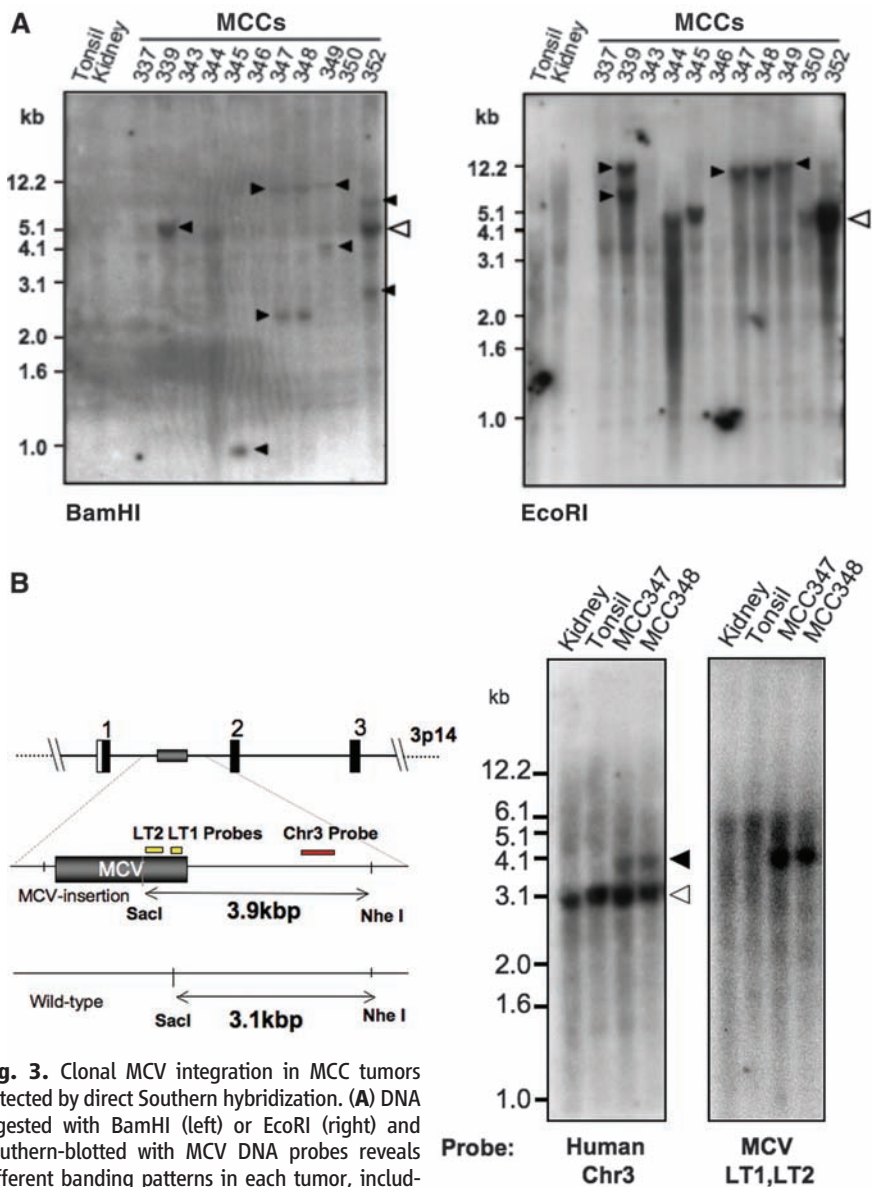 A
MCCs
Tonsil Kidney 337 339 343 344 345 346 347 348 349 350 352
kb
12.2
5.1
4.1
3.1
2.0
1.6
1.0
BamHI
MCCs
Tonsil Kidney 337 339 343 344 345 346 347 348 349 350 352
kb
12.2
5.1
4.1
3.1
2.0
1.6
1.0
EcoRI
B
1 2 3 3p14
LT2 LT1 Probes Chr3 Probe
MCV
MCV-insertion
SacI 3.9kbp Nhe I
Wild-type
SacI 3.1kbp Nhe I
Kidney Tonsil MCC347 MCC348
Kidney Tonsil MCC347 MCC348
kb
12.2
6.1
5.1
4.1
3.1
2.0
1.6
1.0
Probe: Human Chr3
MCV LT1,LT2
g. 3. Clonal MCV integration in MCC tumors
tected by direct Southern hybridization. (A) DNA
gested with BamHI (left) or EcoRI (right) and
uthern-blotted with MCV DNA probes reveals
fferent banding patterns in each tumor, includ-